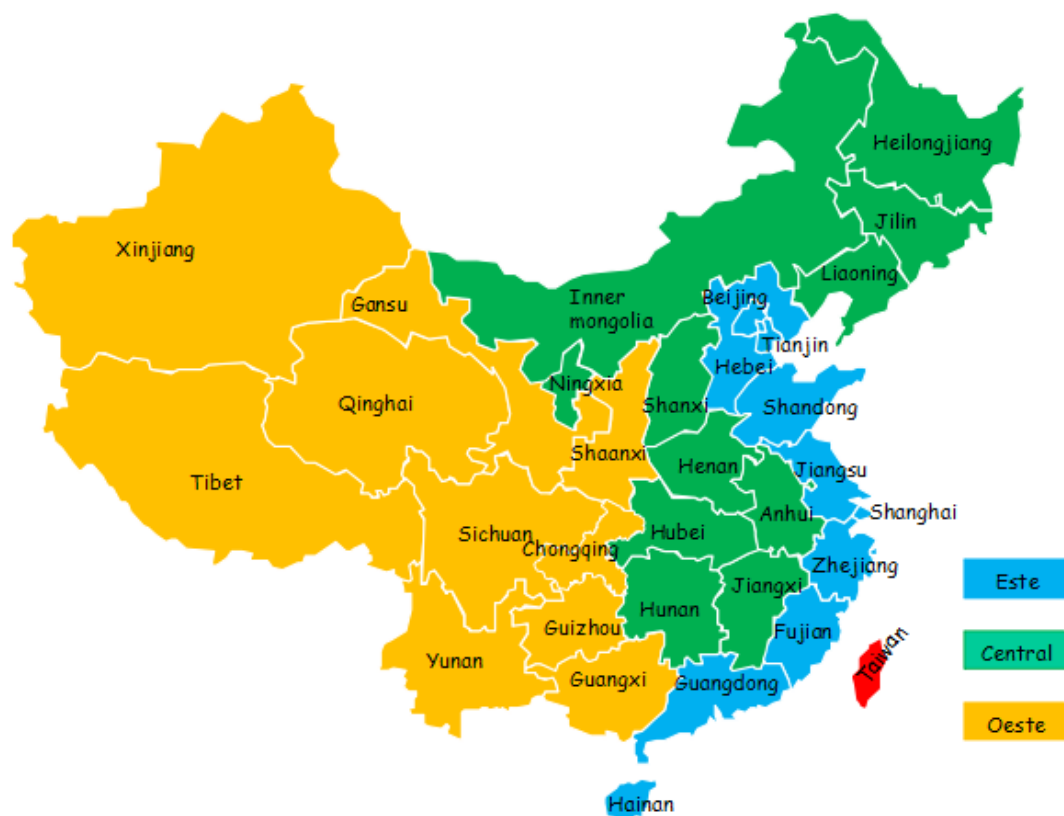 Heilongjiang
Jilin
Xinjiang
Liaoning
Gansu
Inner
mongolia
Beijing
Tianjin
Hebei
Ningxia
Qinghai
Shanxi
Shandong
Shaanxi
Henan
Jiangsu
Tibet
Anhui
Shanghai
Sichuan
Hubei
Chongqing
Zhejiang
Este
Jiangxi
Hunan
Guizhou
Fujian
Taiwan
Central
Yunan
Guangxi
Guangdong
Oeste
Hainan